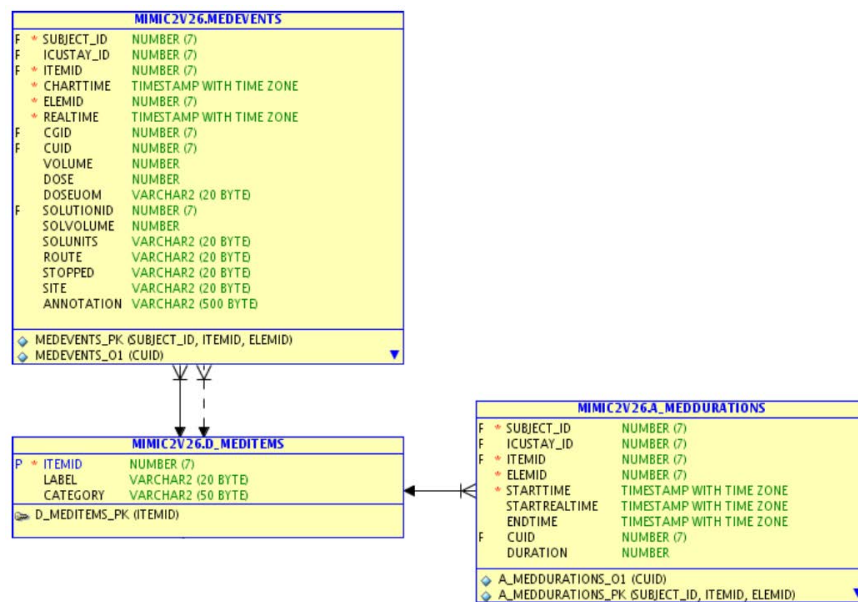 MIMIC2V26.MEDEVENTS
F * SUBJECT_ID NUMBER (7)
F ICUSTAY_ID NUMBER (7)
F * ITEMID NUMBER (7)
* CHARTTIME TIMESTAMP WITH TIME ZONE
* ELEMID NUMBER (7)
* REALTIME TIMESTAMP WITH TIME ZONE
F CGID NUMBER (7)
F CUID NUMBER (7)
VOLUME NUMBER
DOSE NUMBER
DOSEUOM VARCHAR2 (20 BYTE)
F SOLUTIONID NUMBER (7)
SOLVOLUME NUMBER
SOLUNITS VARCHAR2 (20 BYTE)
ROUTE VARCHAR2 (20 BYTE)
STOPPED VARCHAR2 (20 BYTE)
SITE VARCHAR2 (20 BYTE)
ANNOTATION VARCHAR2 (500 BYTE)
MEDEVENTS_PK (SUBJECT_ID, ITEMID, ELEMID)
MEDEVENTS_O1 (CUID)
MIMIC2V26.D_MEDITEMS
P * ITEMID NUMBER (7)
LABEL VARCHAR2 (20 BYTE)
CATEGORY VARCHAR2 (50 BYTE)
D_MEDITEMS_PK (ITEMID)
MIMIC2V26.A_MEDDURATIONS
F * SUBJECT_ID NUMBER (7)
F ICUSTAY_ID NUMBER (7)
F * ITEMID NUMBER (7)
* ELEMID NUMBER (7)
* STARTTIME TIMESTAMP WITH TIME ZONE
STARTREALTIME TIMESTAMP WITH TIME ZONE
ENDTIME TIMESTAMP WITH TIME ZONE
F CUID NUMBER (7)
DURATION NUMBER
A_MEDDURATIONS_O1 (CUID)
A_MEDDURATIONS_PK (SUBJECT_ID, ITEMID, ELEMID)